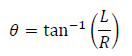 θ = tan⁻¹ (L/R)